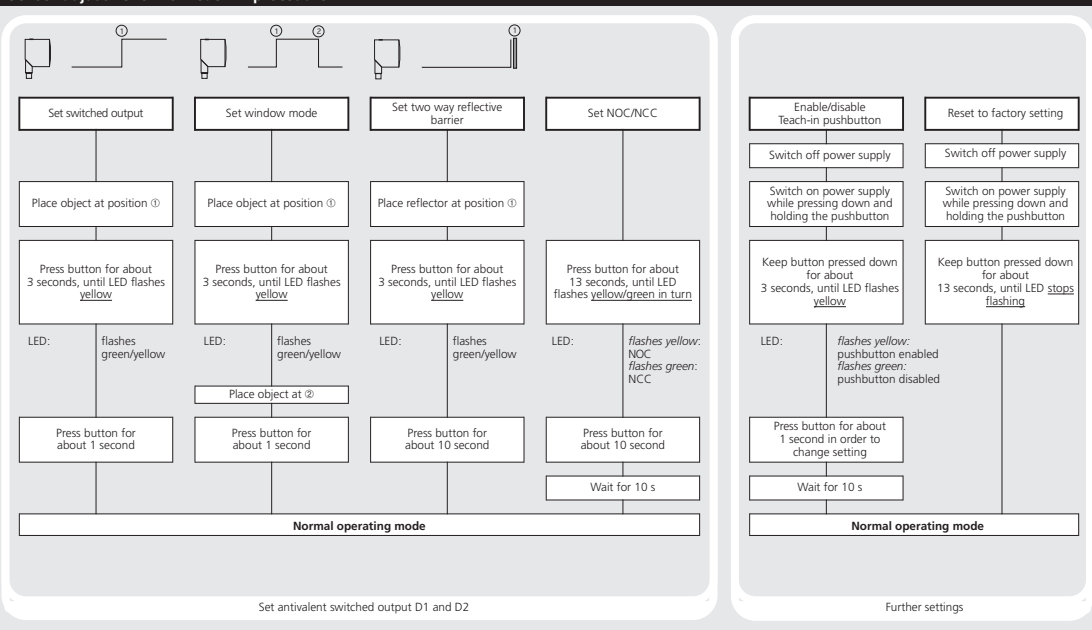 ①
① ②
①
Set switched output
Place object at position ①
Press button for about
3 seconds, until LED flashes
yellow
LED:
flashes
green/yellow
Press button for
about 1 second
Set window mode
Place object at position ①
Press button for about
3 seconds, until LED flashes
yellow
LED:
flashes
green/yellow
Place object at ②
Press button for
about 1 second
Set two way reflective
barrier
Place reflector at position ①
Press button for about
3 seconds, until LED flashes
yellow
LED:
flashes
green/yellow
Press button for
about 10 second
Set NOC/NCC
Press button for about
13 seconds, until LED
flashes yellow/green in turn
LED:
flashes yellow:
NOC
flashes green:
NCC
Press button for
about 10 second
Wait for 10 s
Normal operating mode
Set antivalent switched output D1 and D2
Enable/disable
Teach-in pushbutton
Switch off power supply
Switch on power supply
while pressing down and
holding the pushbutton
Keep button pressed down
for about
3 seconds, until LED flashes
yellow
LED:
flashes yellow:
pushbutton enabled
flashes green:
pushbutton disabled
Press button for about
1 second in order to
change setting
Wait for 10 s
Reset to factory setting
Switch off power supply
Switch on power supply
while pressing down and
holding the pushbutton
Keep button pressed down
for about
13 seconds, until LED stops
flashing
Normal operating mode
Further settings